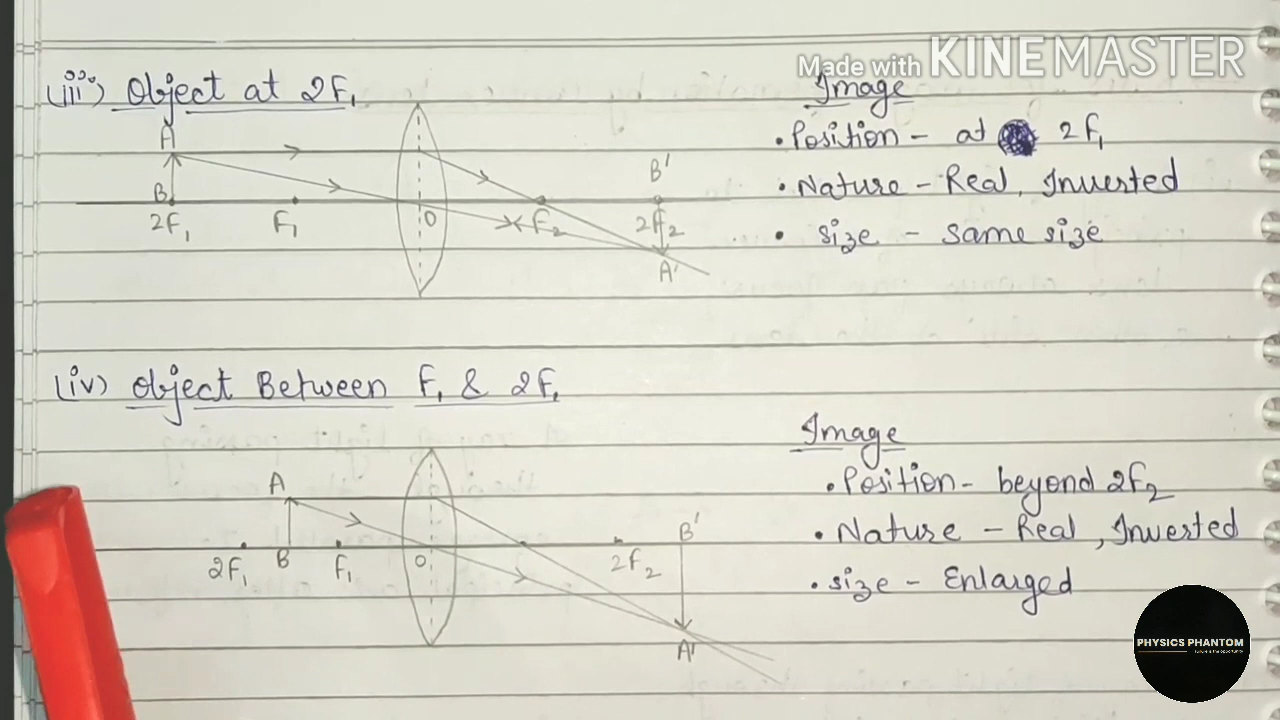 Made with KINEMASTER
(iii) Object at 2F₁
Image
• Position - at 2F₁
• Nature - Real, Inverted
• Size - Same size
A
B
2F₁
F₁
O
F₂
2F₂
B'
A'
(iv) Object Between F₁ & 2F₁
Image
• Position - beyond 2F₂
• Nature - Real, Inverted
• Size - Enlarged
A
2F₁
B
F₁
O
2F₂
B'
A'
PHYSICS PHANTOM